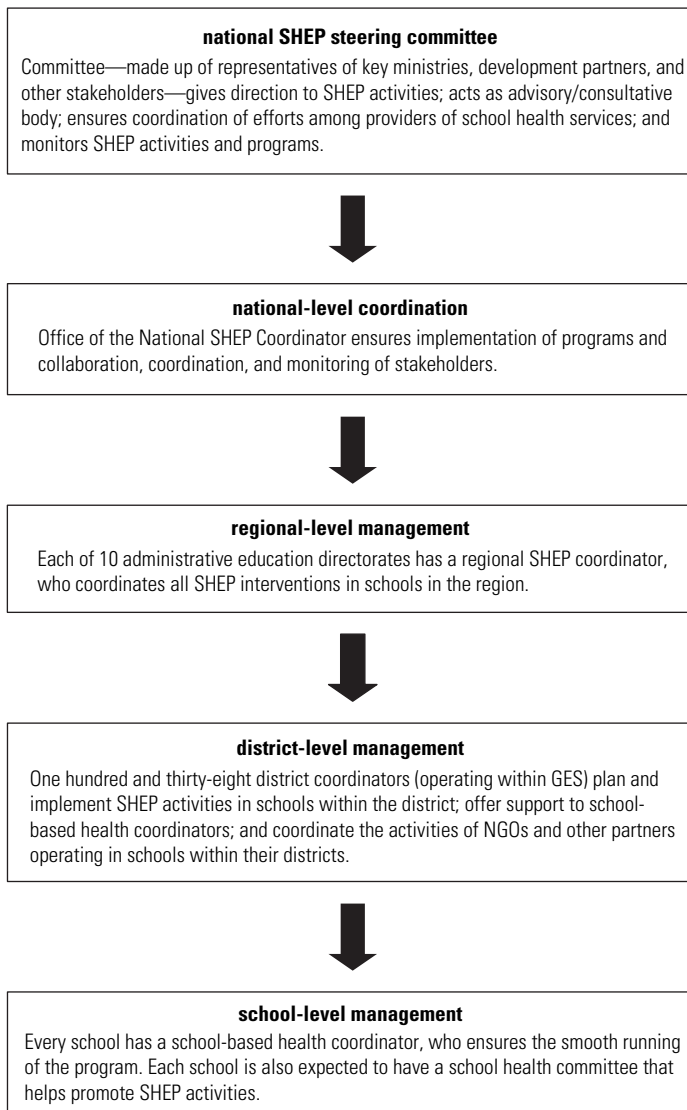 national SHEP steering committee
Committee—made up of representatives of key ministries, development partners, and
other stakeholders—gives direction to SHEP activities; acts as advisory/consultative
body; ensures coordination of efforts among providers of school health services; and
monitors SHEP activities and programs.
national-level coordination
Office of the National SHEP Coordinator ensures implementation of programs and
collaboration, coordination, and monitoring of stakeholders.
regional-level management
Each of 10 administrative education directorates has a regional SHEP coordinator,
who coordinates all SHEP interventions in schools in the region.
district-level management
One hundred and thirty-eight district coordinators (operating within GES) plan and
implement SHEP activities in schools within the district; offer support to school-
based health coordinators; and coordinate the activities of NGOs and other partners
operating in schools within their districts.
school-level management
Every school has a school-based health coordinator, who ensures the smooth running
of the program. Each school is also expected to have a school health committee that
helps promote SHEP activities.